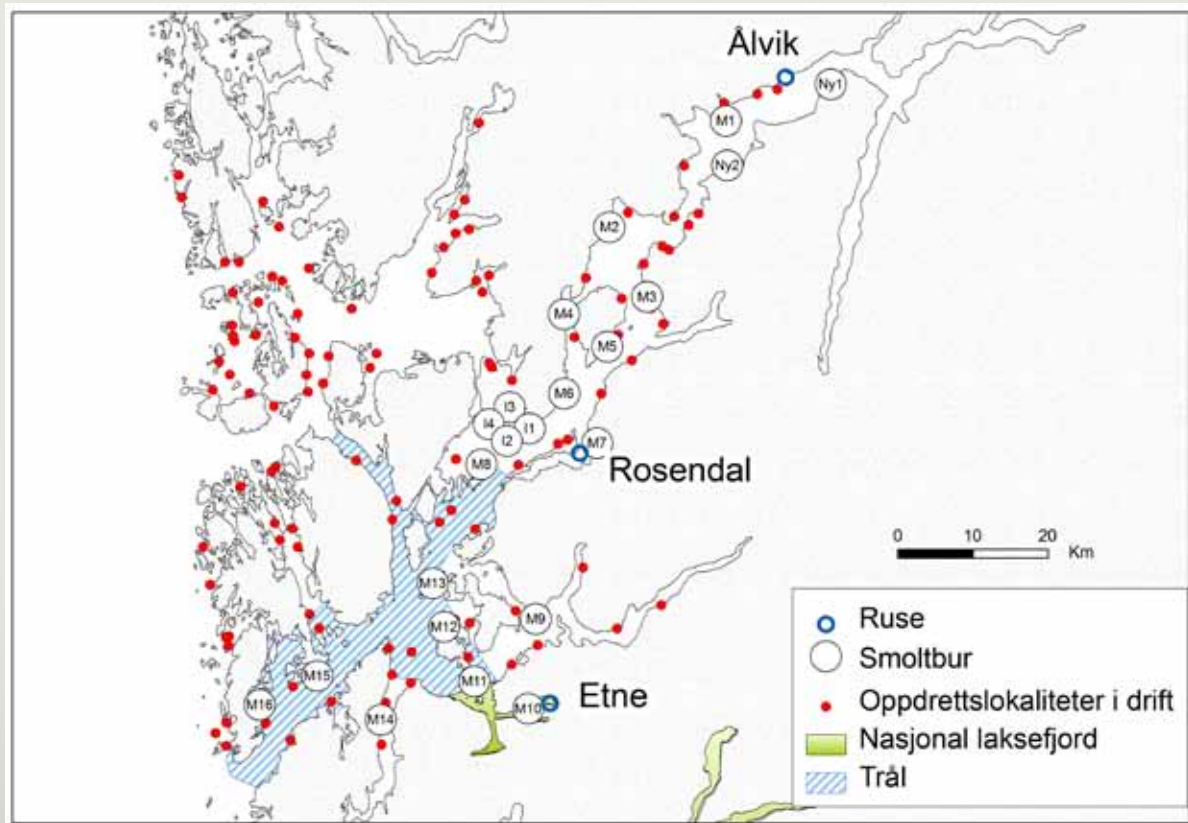 Ålvik
Ny1
M1
Ny2
M2
M3
M4
M5
M6
I3
I4
I1
I2
M7
M8
Rosendal
0 10 20
Km
M13
M9
M12
M15
M11
M16
M10
Etne
M14
Ruse
Smoltbur
Oppdrettslokaliteter i drift
Nasjonal laksefjord
Trål